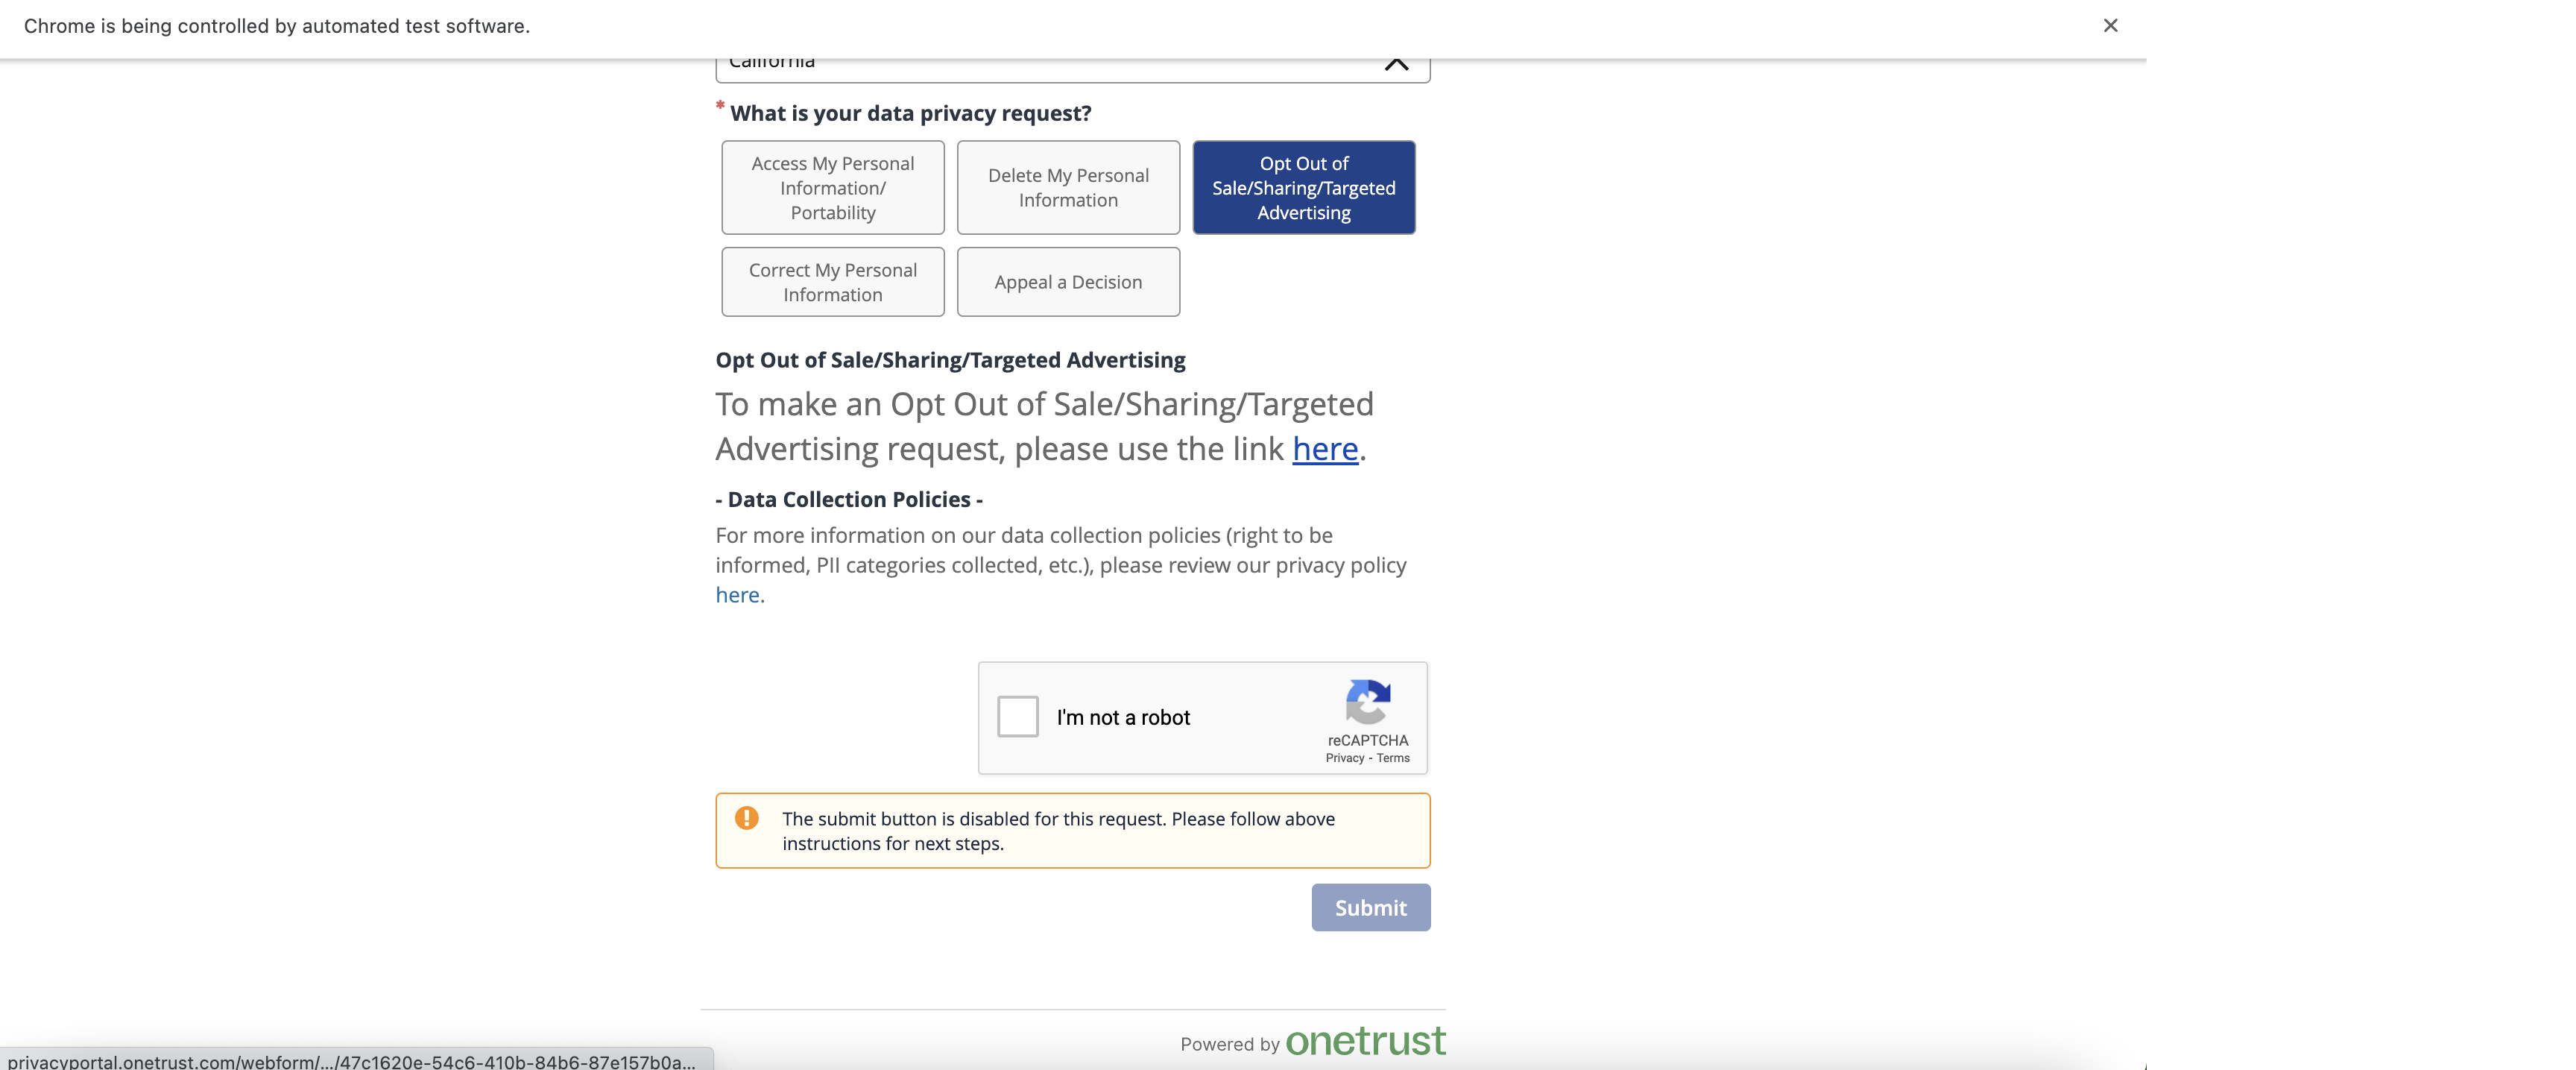 Chrome is being controlled by automated test software.
California
* What is your data privacy request?
Access My Personal
Information/
Portability
Delete My Personal
Information
Opt Out of
Sale/Sharing/Targeted
Advertising
Correct My Personal
Information
Appeal a Decision
Opt Out of Sale/Sharing/Targeted Advertising
To make an Opt Out of Sale/Sharing/Targeted
Advertising request, please use the link here.
- Data Collection Policies -
For more information on our data collection policies (right to be
informed, PII categories collected, etc.), please review our privacy policy
here.
I'm not a robot
reCAPTCHA
Privacy - Terms
The submit button is disabled for this request. Please follow above
instructions for next steps.
Submit
Powered by onetrust
privacyportal.onetrust.com/webform/.../47c1620e-54c6-410b-84b6-87e157b0a...